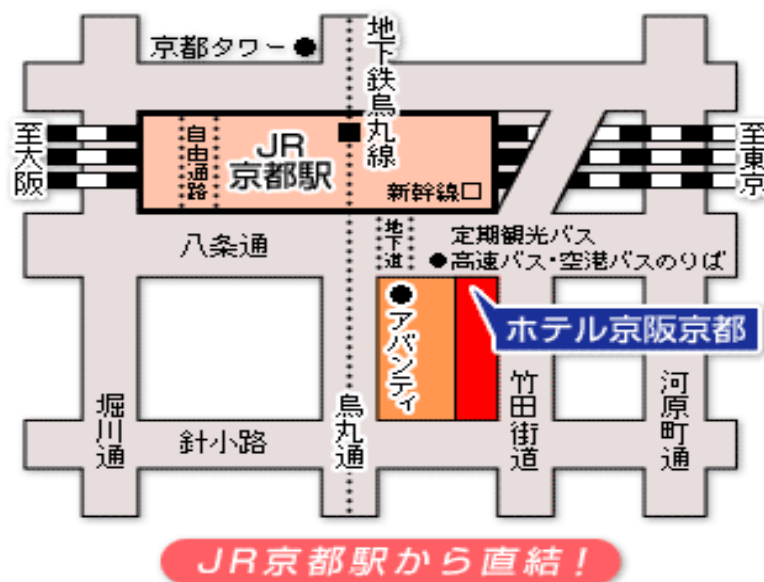 京都タワー
地下鉄烏丸線
至大阪
自由通路
JR
京都駅
新幹線口
至東京
八条通
地下道
定期観光バス
高速バス・空港バスのりば
アバンティ
ホテル京阪京都
堀川通
針小路
烏丸通
竹田街道
河原町通
JR京都駅から直結！